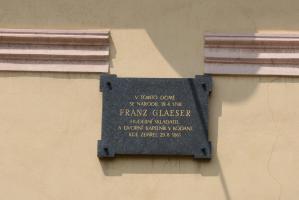 V TOMTO DOMĚ
SE NARODIL 19.4.1798
FRANZ GLAESER
HUDEBNÍ SKLADATEL
A DVORNÍ KAPELNÍK V KODANI,
KDE ZEMŘEL 29.8.1861